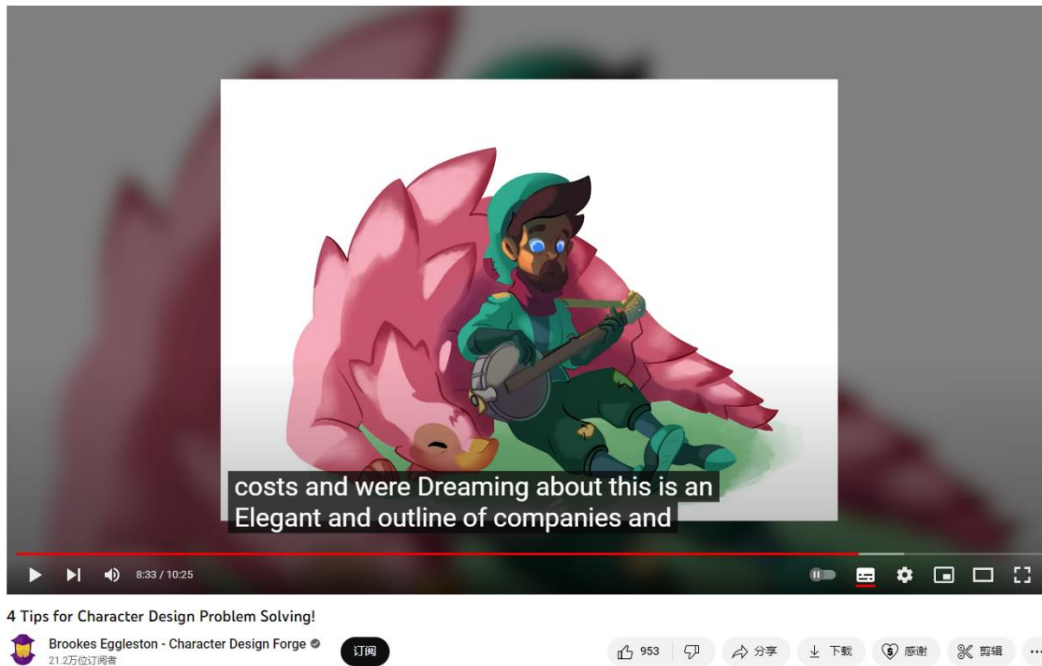 costs and were Dreaming about this is an
Elegant and outline of companies and
8:33 / 10:25
4 Tips for Character Design Problem Solving!
Brookes Eggleston - Character Design Forge
21.2万位订阅者
订阅
953
分享
下载
感谢
剪辑